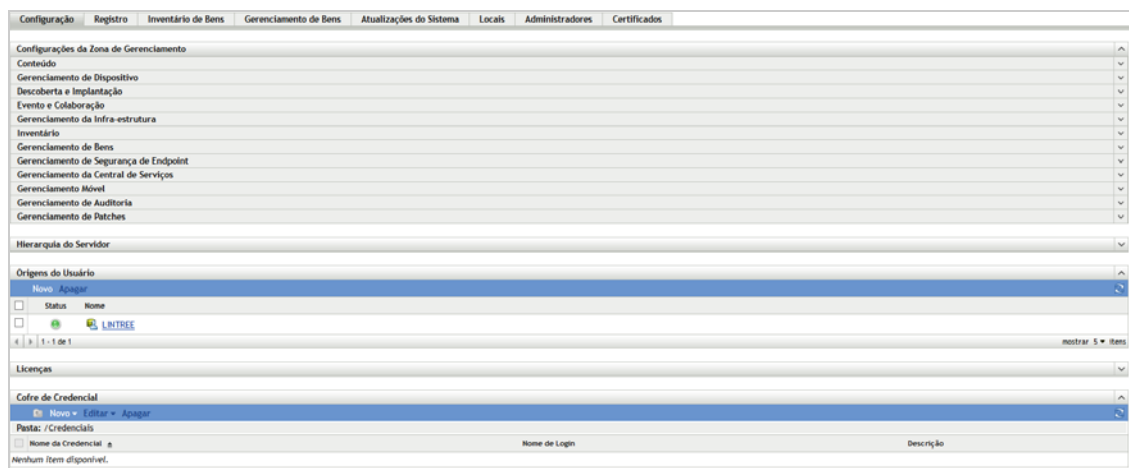 Configuração Registro Inventário de Bens Gerenciamento de Bens Atualizações do Sistema Locais Administradores Certificados
Configurações da Zona de Gerenciamento
Conteúdo
Gerenciamento de Dispositivo
Descoberta e Implantação
Evento e Colaboração
Gerenciamento da Infra-estrutura
Inventário
Gerenciamento de Bens
Gerenciamento de Segurança de Endpoint
Gerenciamento da Central de Serviços
Gerenciamento Móvel
Gerenciamento de Auditoria
Gerenciamento de Patches
Hierarquia do Servidor
Origens do Usuário
Novo Apagar
Status Nome
LINTREE
1 - 1 de 1 mostrar 5 itens
Licenças
Cofre de Credencial
Novo Editar Apagar
Pasta: /Credenciais
Nome da Credencial Nome de Login Descrição
Nenhum item disponível.